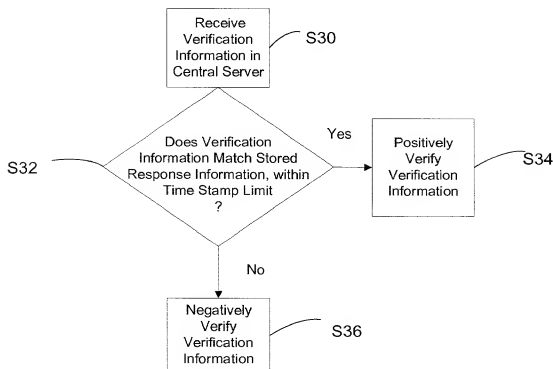 Receive
Verification
Information in
Central Server
S30
Does Verification
Information Match Stored
Response Information, within
Time Stamp Limit
?
S32
Yes
Positively
Verify
Verification
Information
S34
No
Negatively
Verify
Verification
Information
S36